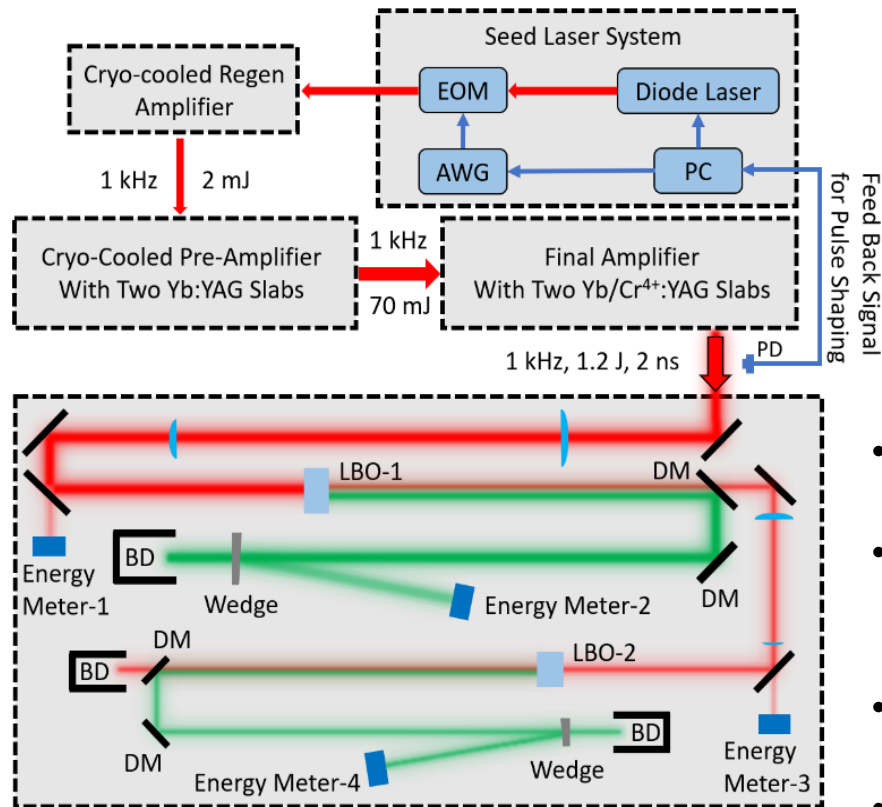 Seed Laser System
Cryo-cooled Regen
Amplifier
EOM
Diode Laser
AWG
PC
1 kHz
2 mJ
Feed Back Signal
for Pulse Shaping
Cryo-Cooled Pre-Amplifier
With Two Yb:YAG Slabs
1 kHz
70 mJ
Final Amplifier
With Two Yb/Cr⁴⁺:YAG Slabs
1 kHz, 1.2 J, 2 ns
PD
LBO-1
DM
BD
Energy
Meter-1
Wedge
Energy Meter-2
DM
DM
LBO-2
BD
DM
BD
Energy Meter-4
Wedge
Energy
Meter-3